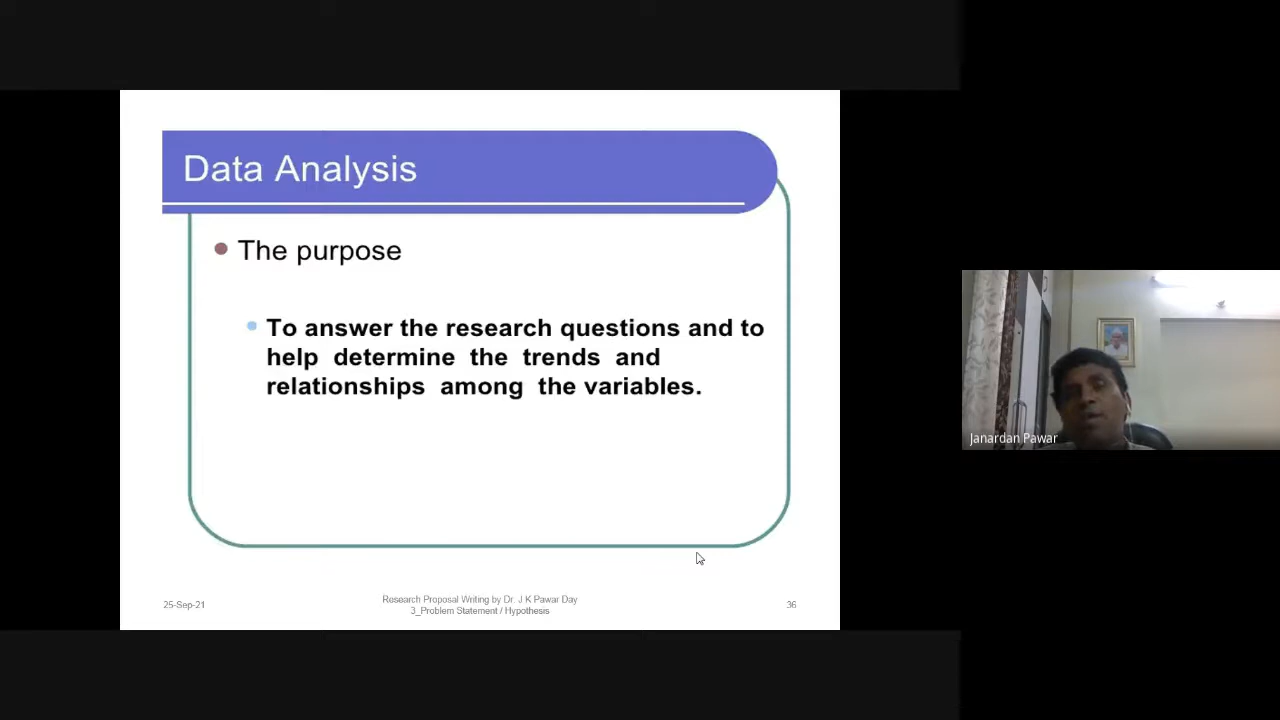 Data Analysis
The purpose
To answer the research questions and to
help determine the trends and
relationships among the variables.
25-Sep-21
Research Proposal Writing by Dr. J K Pawar Day
3_Problem Statement / Hypothesis
36
Janardan Pawar